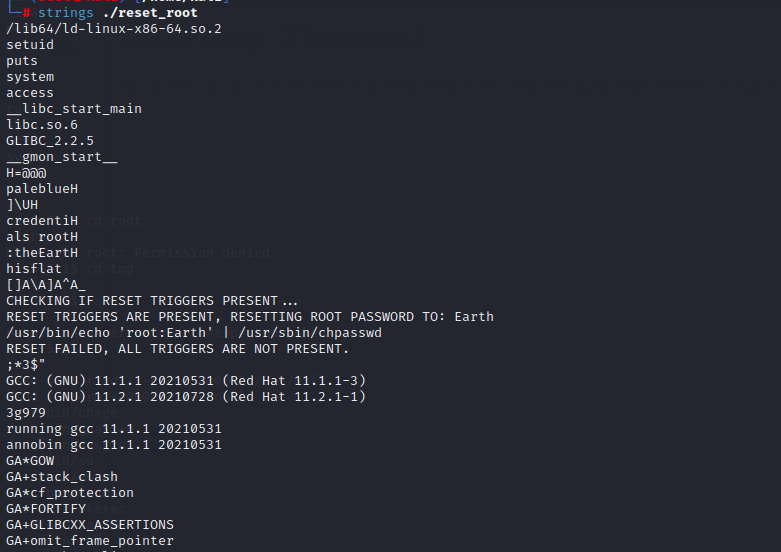 └─# strings ./reset_root
/lib64/ld-linux-x86-64.so.2
setuid
puts
system
access
__libc_start_main
libc.so.6
GLIBC_2.2.5
__gmon_start__
H=@@@
paleblueH
]\UH
credentiH
als rootH
:theEartH
hisflat
[]A\A]A^A_
CHECKING IF RESET TRIGGERS PRESENT...
RESET TRIGGERS ARE PRESENT, RESETTING ROOT PASSWORD TO: Earth
/usr/bin/echo 'root:Earth' | /usr/sbin/chpasswd
RESET FAILED, ALL TRIGGERS ARE NOT PRESENT.
;*3$"
GCC: (GNU) 11.1.1 20210531 (Red Hat 11.1.1-3)
GCC: (GNU) 11.2.1 20210728 (Red Hat 11.2.1-1)
3g979
running gcc 11.1.1 20210531
annobin gcc 11.1.1 20210531
GA*GOW
GA+stack_clash
GA*cf_protection
GA*FORTIFY
GA+GLIBCXX_ASSERTIONS
GA+omit_frame_pointer